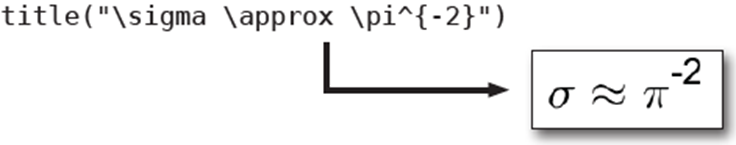 title("\sigma \approx \pi^{-2}")
σ ≈ π⁻²